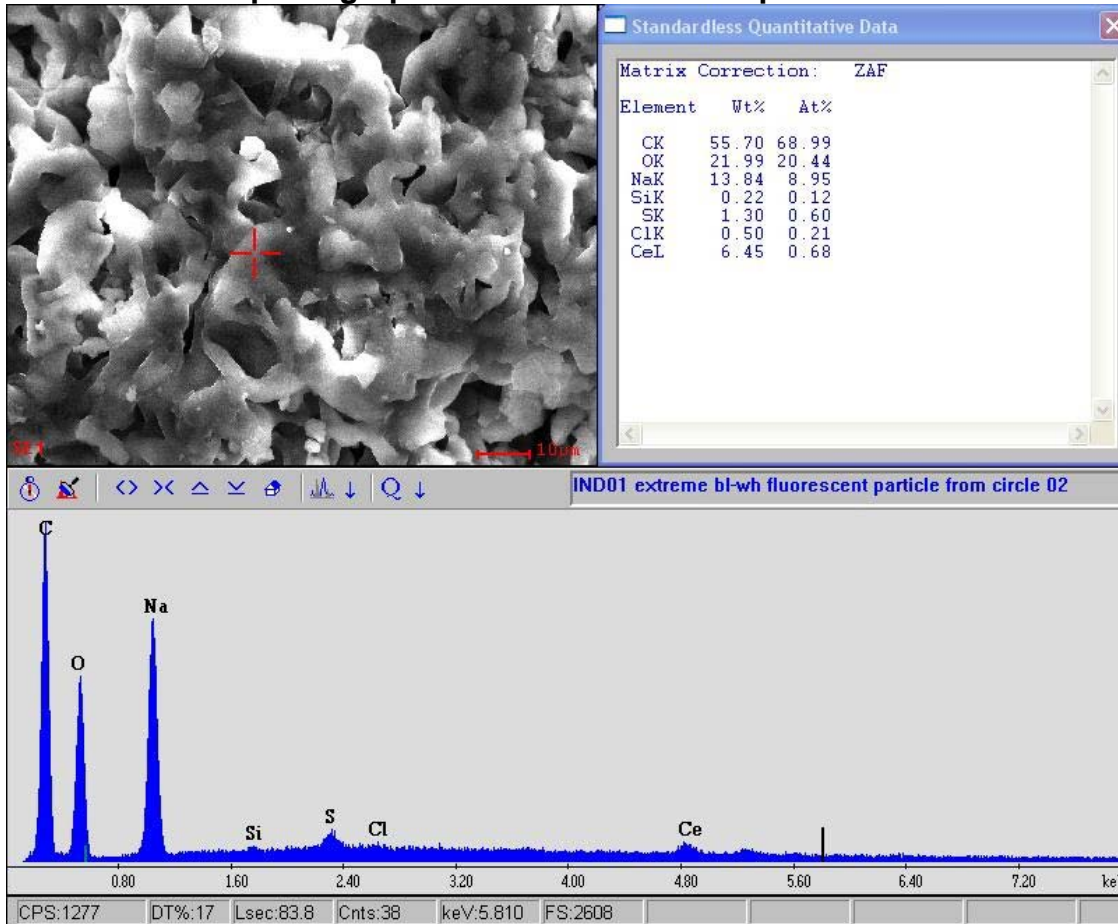 Standardless Quantitative Data
Matrix Correction: ZAF
Element Wt% At%
CK 55.70 68.99
OK 21.99 20.44
NaK 13.84 8.95
SiK 0.22 0.12
SK 1.30 0.60
ClK 0.50 0.21
CeL 6.45 0.68
10µm
Q
IND01 extreme bl-wh fluorescent particle from circle 02
C
Na
O
Si
S
Cl
Ce
0.80 1.60 2.40 3.20 4.00 4.80 5.60 6.40 7.20 ke
CPS:1277 DT%:17 Lsec:83.8 Cnts:38 keV:5.810 FS:2608